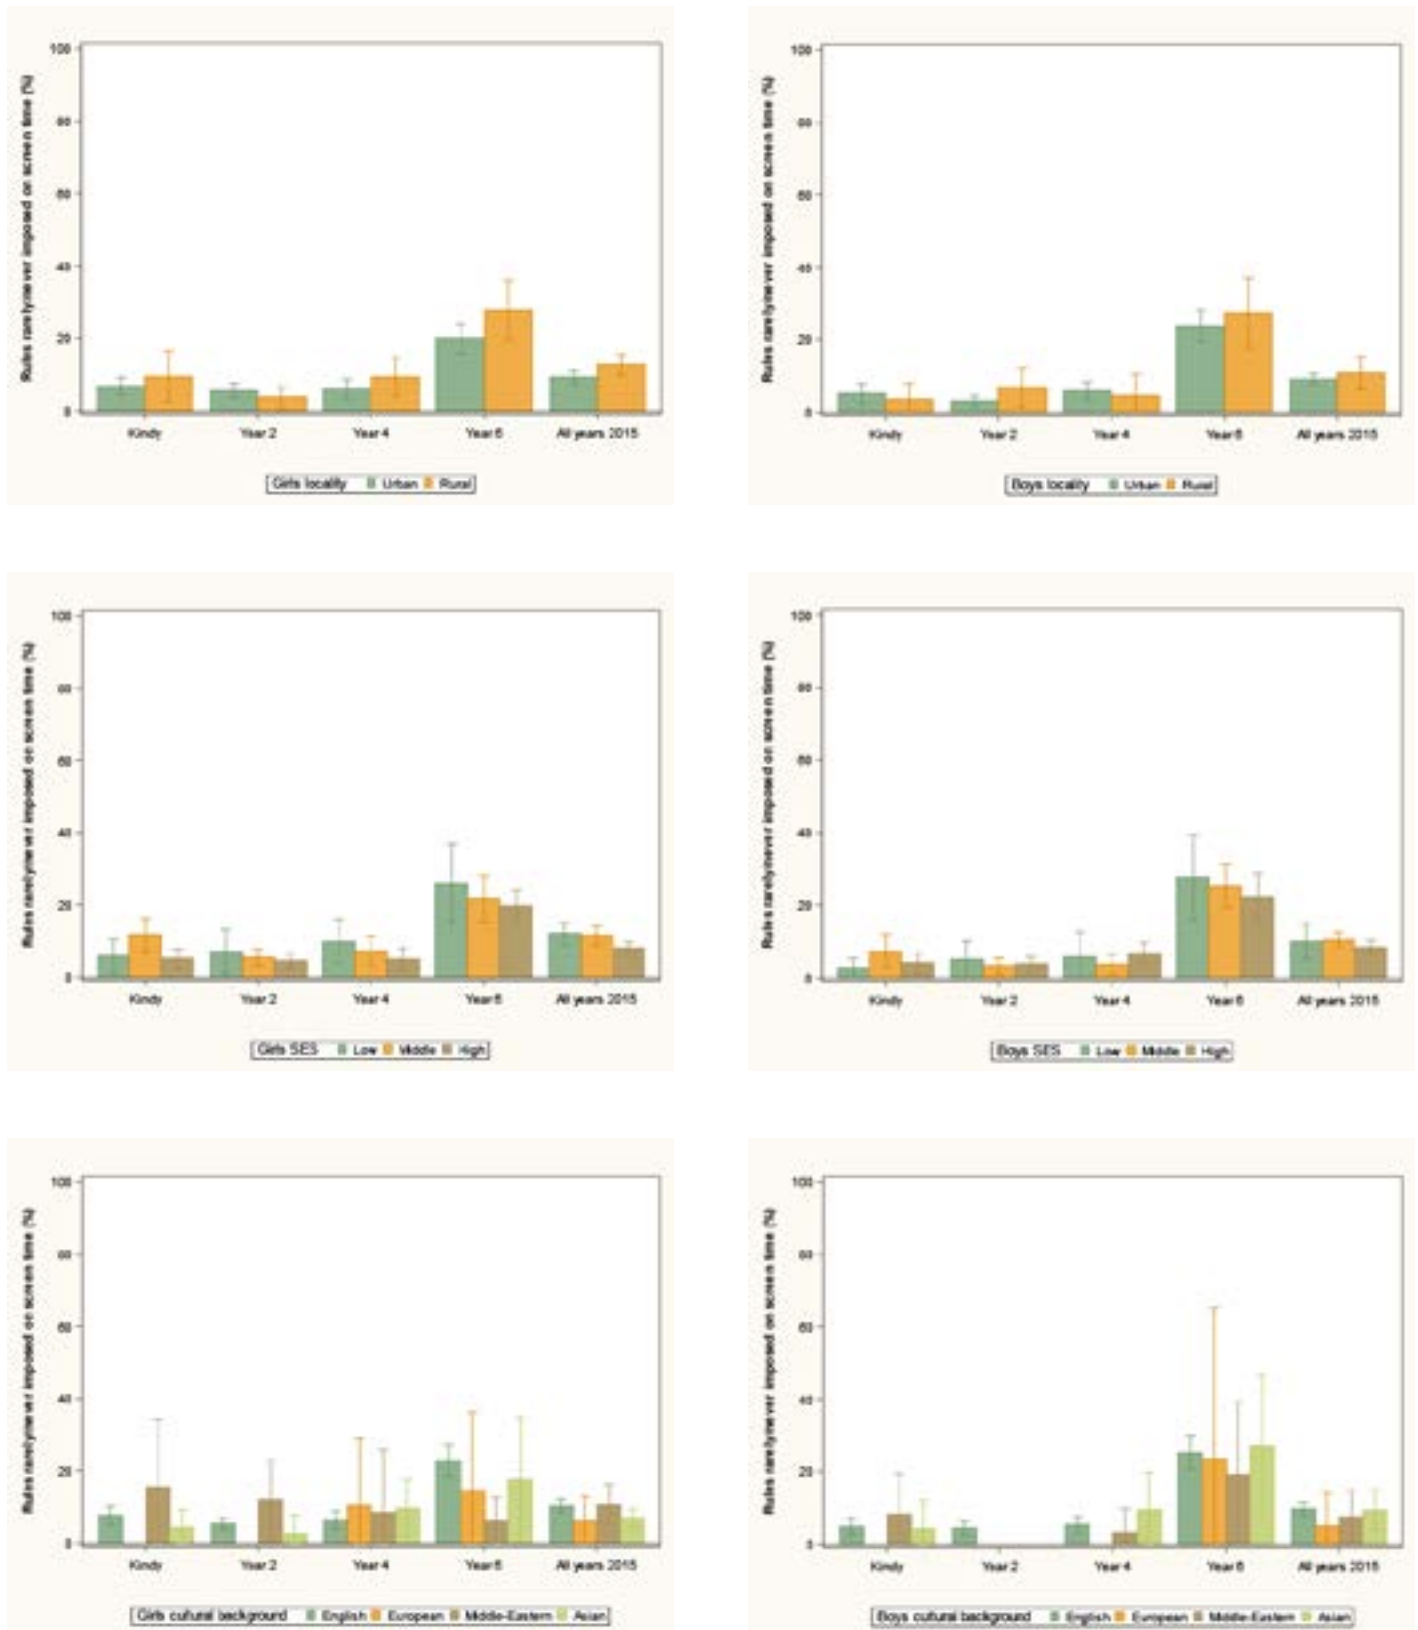 Rules rarely/never imposed on screen time (%)
100
80
60
40
20
0
Kindy Year 2 Year 4 Year 6 All years 2015
Girls locality Urban Rural
Rules rarely/never imposed on screen time (%)
100
80
60
40
20
0
Kindy Year 2 Year 4 Year 6 All years 2015
Boys locality Urban Rural
Rules rarely/never imposed on screen time (%)
100
80
60
40
20
0
Kindy Year 2 Year 4 Year 6 All years 2015
Girls SES Low Middle High
Rules rarely/never imposed on screen time (%)
100
80
60
40
20
0
Kindy Year 2 Year 4 Year 6 All years 2015
Boys SES Low Middle High
Rules rarely/never imposed on screen time (%)
100
80
60
40
20
0
Kindy Year 2 Year 4 Year 6 All years 2015
Girls cultural background English European Middle-Eastern Asian
Rules rarely/never imposed on screen time (%)
100
80
60
40
20
0
Kindy Year 2 Year 4 Year 6 All years 2015
Boys cultural background English European Middle-Eastern Asian